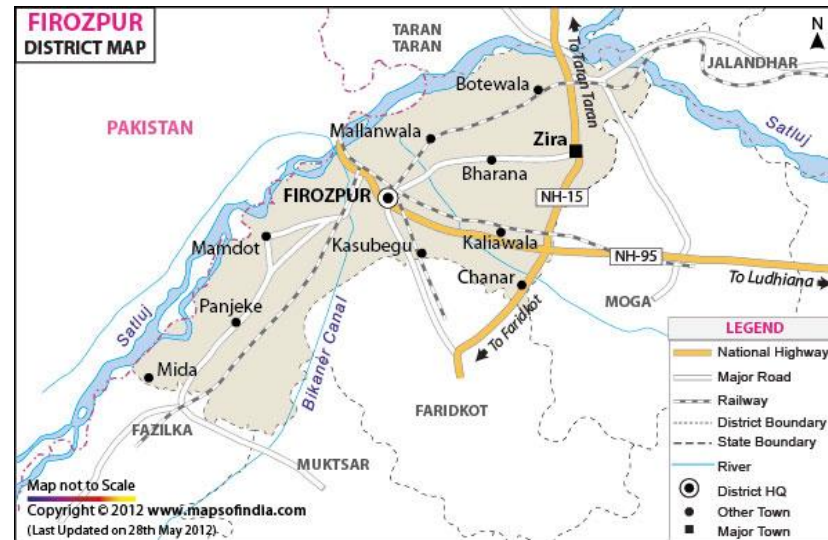 FIROZPUR
DISTRICT MAP
TARAN
TARAN
N
To Taran Taran
JALANDHAR
Botewala
PAKISTAN
Satluj
Mallanwala
Zira
Bharana
FIROZPUR
NH-15
Mamdot
Kasubegu
Kaliawala
NH-95
Chanar
To Ludhiana
MOGA
Satluj
Panjeke
Bikaner Canal
To Faridkot
Mida
FARIDKOT
FAZILKA
MUKTSAR
LEGEND
National Highway
Major Road
Railway
District Boundary
State Boundary
River
District HQ
Other Town
Major Town
Map not to Scale
Copyright © 2012 www.mapsofindia.com
(Last Updated on 28th May 2012)